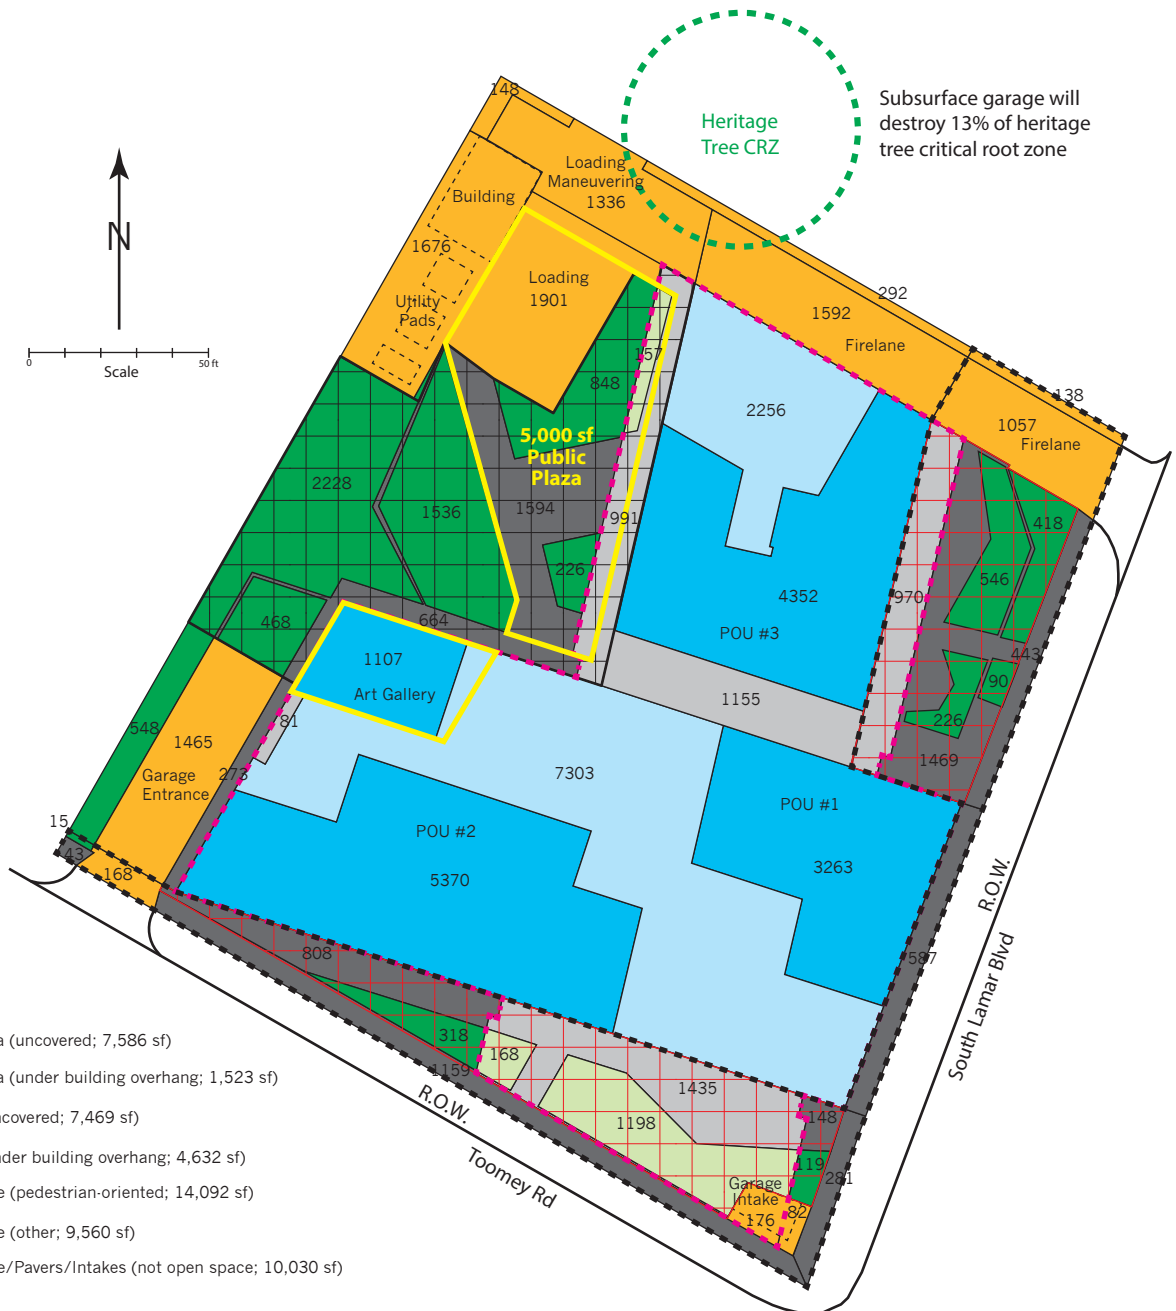 148
Heritage
Tree CRZ
Subsurface garage will
destroy 13% of heritage
tree critical root zone
N
0
50 ft
Scale
Loading
Maneuvering
1336
Building
1676
Utility
Pads
Loading
1901
292
1592
Firelane
138
1057
Firelane
157
848
2256
5,000 sf
Public
Plaza
2228
1536
1594
991
226
4352
POU #3
970
418
546
443
90
226
1469
468
664
1107
Art Gallery
1155
81
548
1465
Garage
Entrance
273
7303
POU #1
3263
POU #2
5370
15
43
168
587
R.O.W.
South Lamar Blvd
808
318
168
1159
R.O.W.
Toomey Rd
1435
1198
148
119
281
Garage
Intake
176
82
a (uncovered; 7,586 sf)
a (under building overhang; 1,523 sf)
ncovered; 7,469 sf)
nder building overhang; 4,632 sf)
e (pedestrian-oriented; 14,092 sf)
e (other; 9,560 sf)
e/Pavers/Intakes (not open space; 10,030 sf)